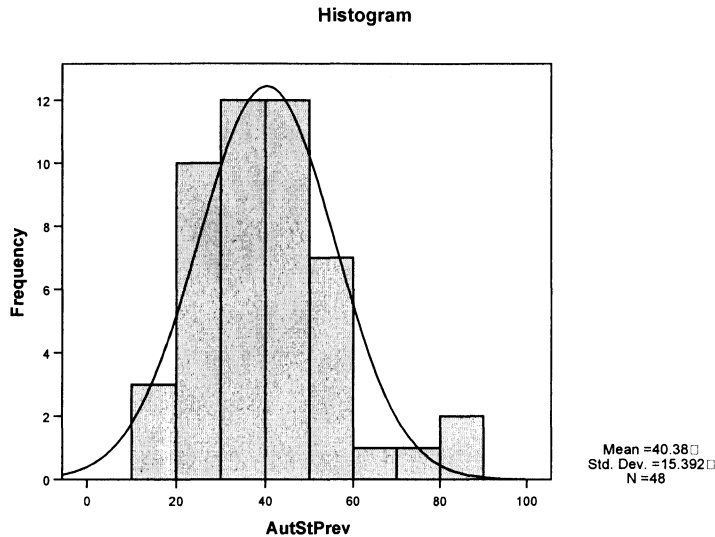 Histogram
Frequency
12
10
8
6
4
2
0
0 20 40 60 80 100
AutStPrev
Mean =40.38□
Std. Dev. =15.392□
N =48